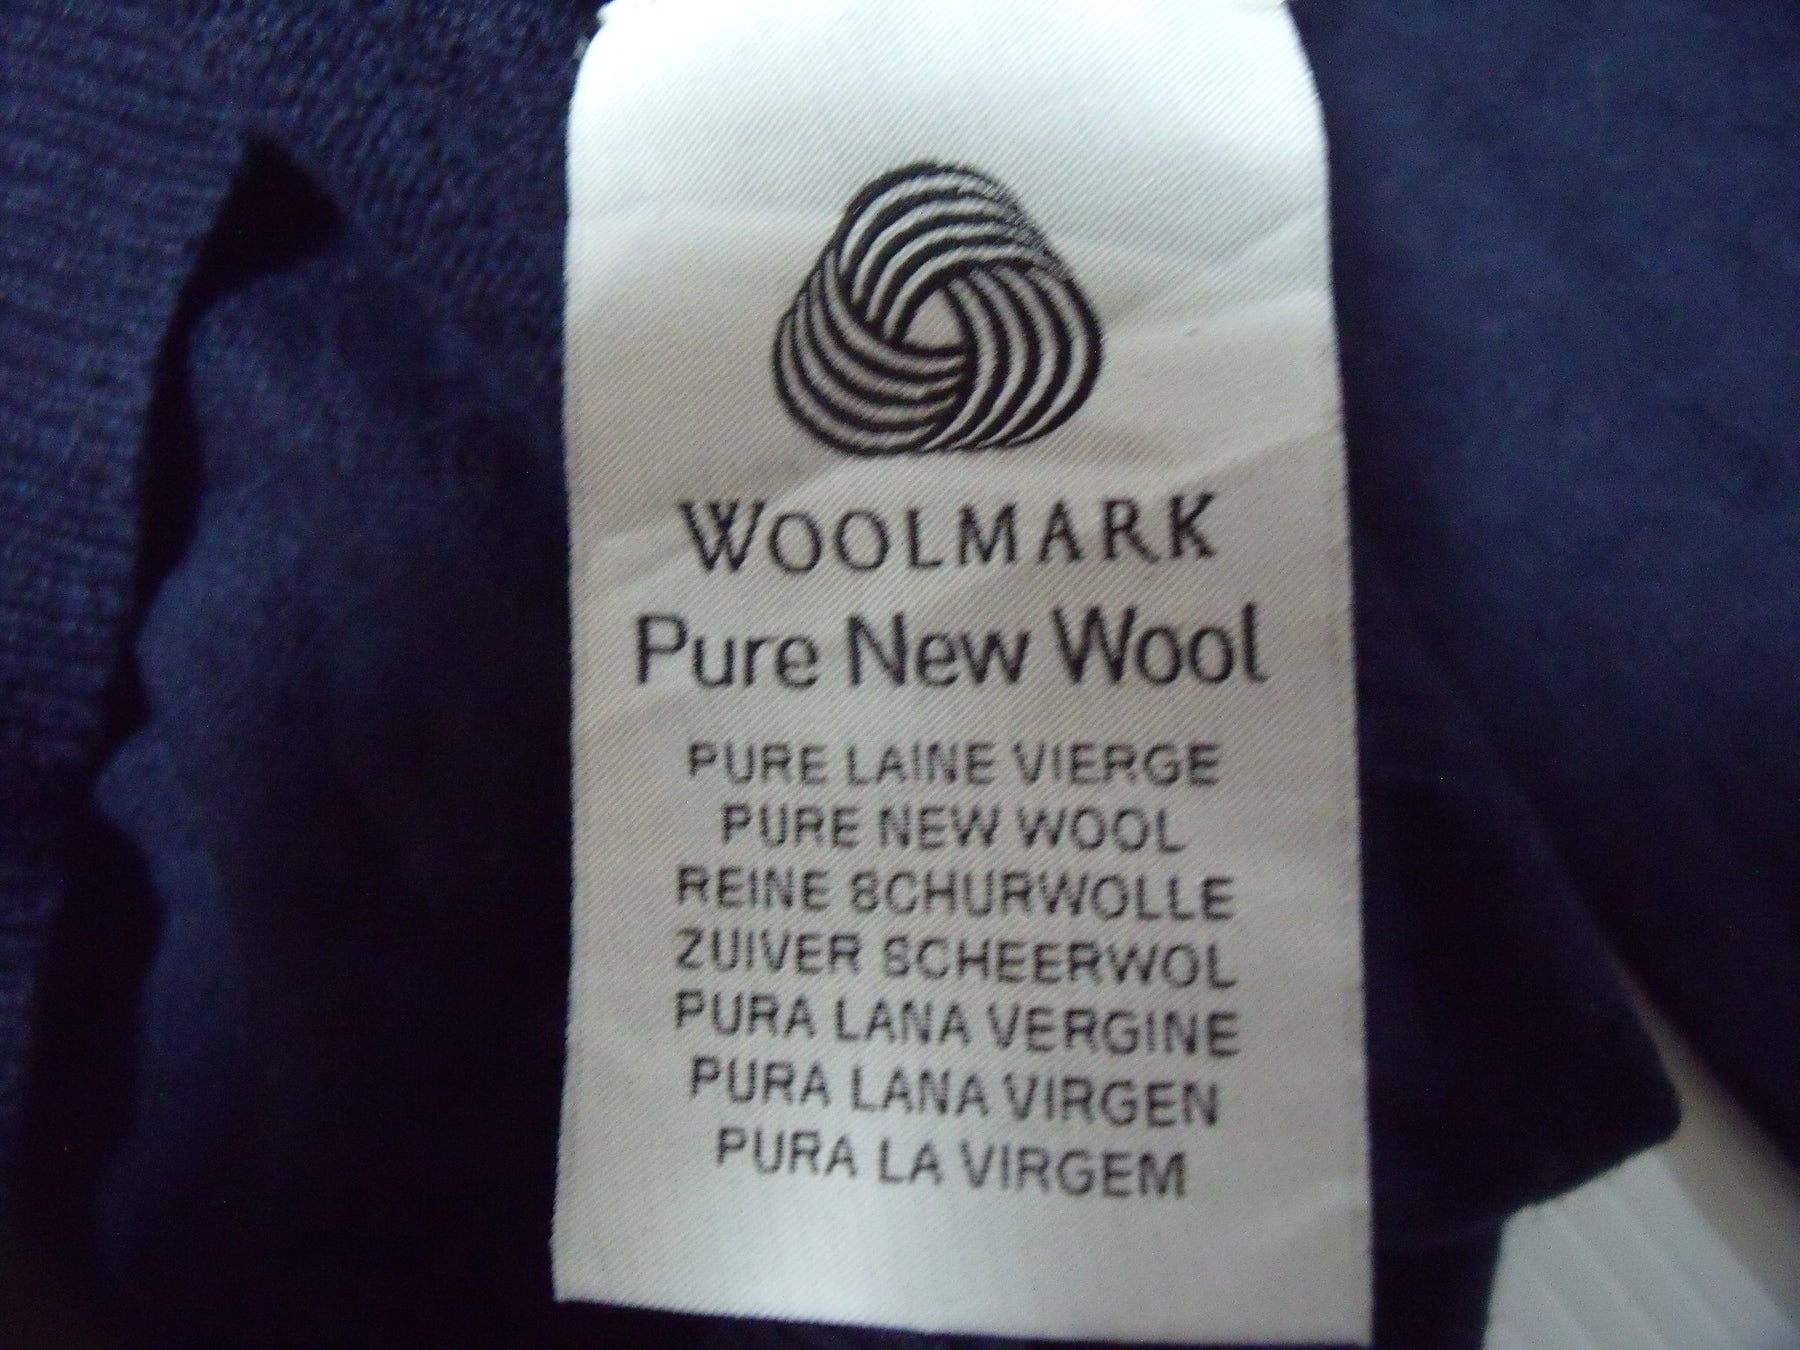 WOOLMARK
Pure New Wool
PURE LAINE VIERGE
PURE NEW WOOL
REINE SCHURWOLLE
ZUIVER SCHEERWOL
PURA LANA VERGINE
PURA LANA VIRGEN
PURA LA VIRGEM